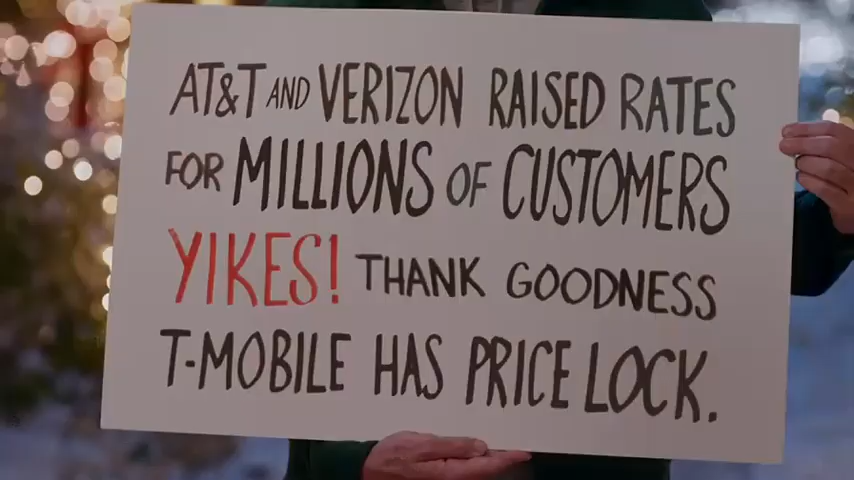 AT&T AND VERIZON RAISED RATES
FOR MILLIONS OF CUSTOMERS
YIKES! THANK GOODNESS
T-MOBILE HAS PRICE LOCK.